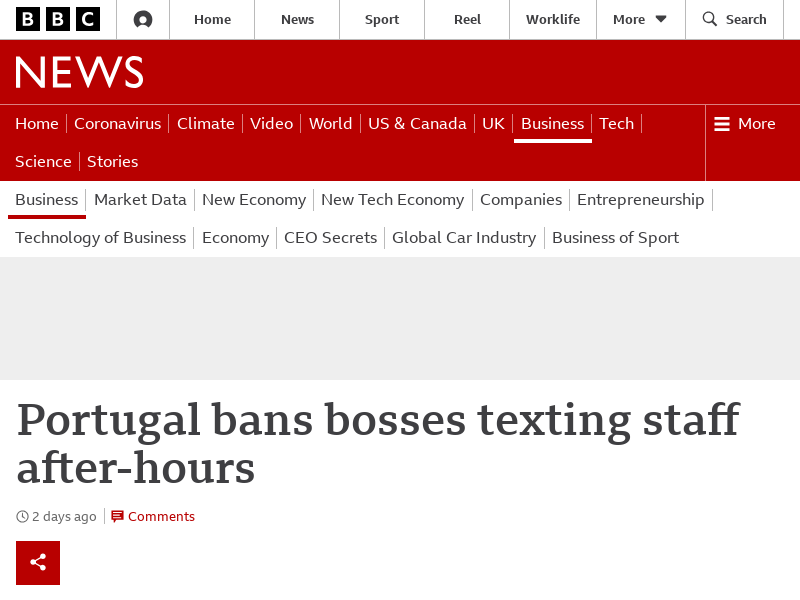 BBC Home News Sport Reel Worklife More Search
NEWS
Home Coronavirus Climate Video World US & Canada UK Business Tech More
Science Stories
Business Market Data New Economy New Tech Economy Companies Entrepreneurship
Technology of Business Economy CEO Secrets Global Car Industry Business of Sport
Portugal bans bosses texting staff
after-hours
2 days ago Comments